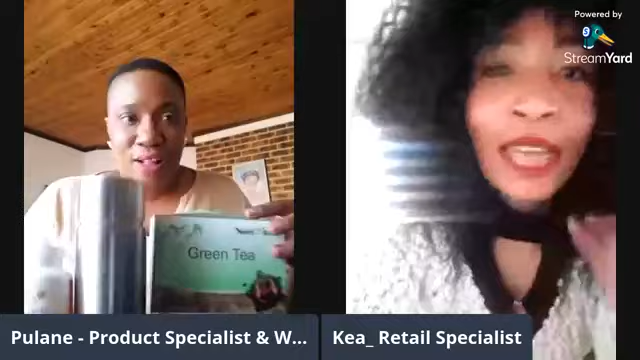 Powered by
StreamYard
Green Tea
Pulane - Product Specialist & W...
Kea_ Retail Specialist